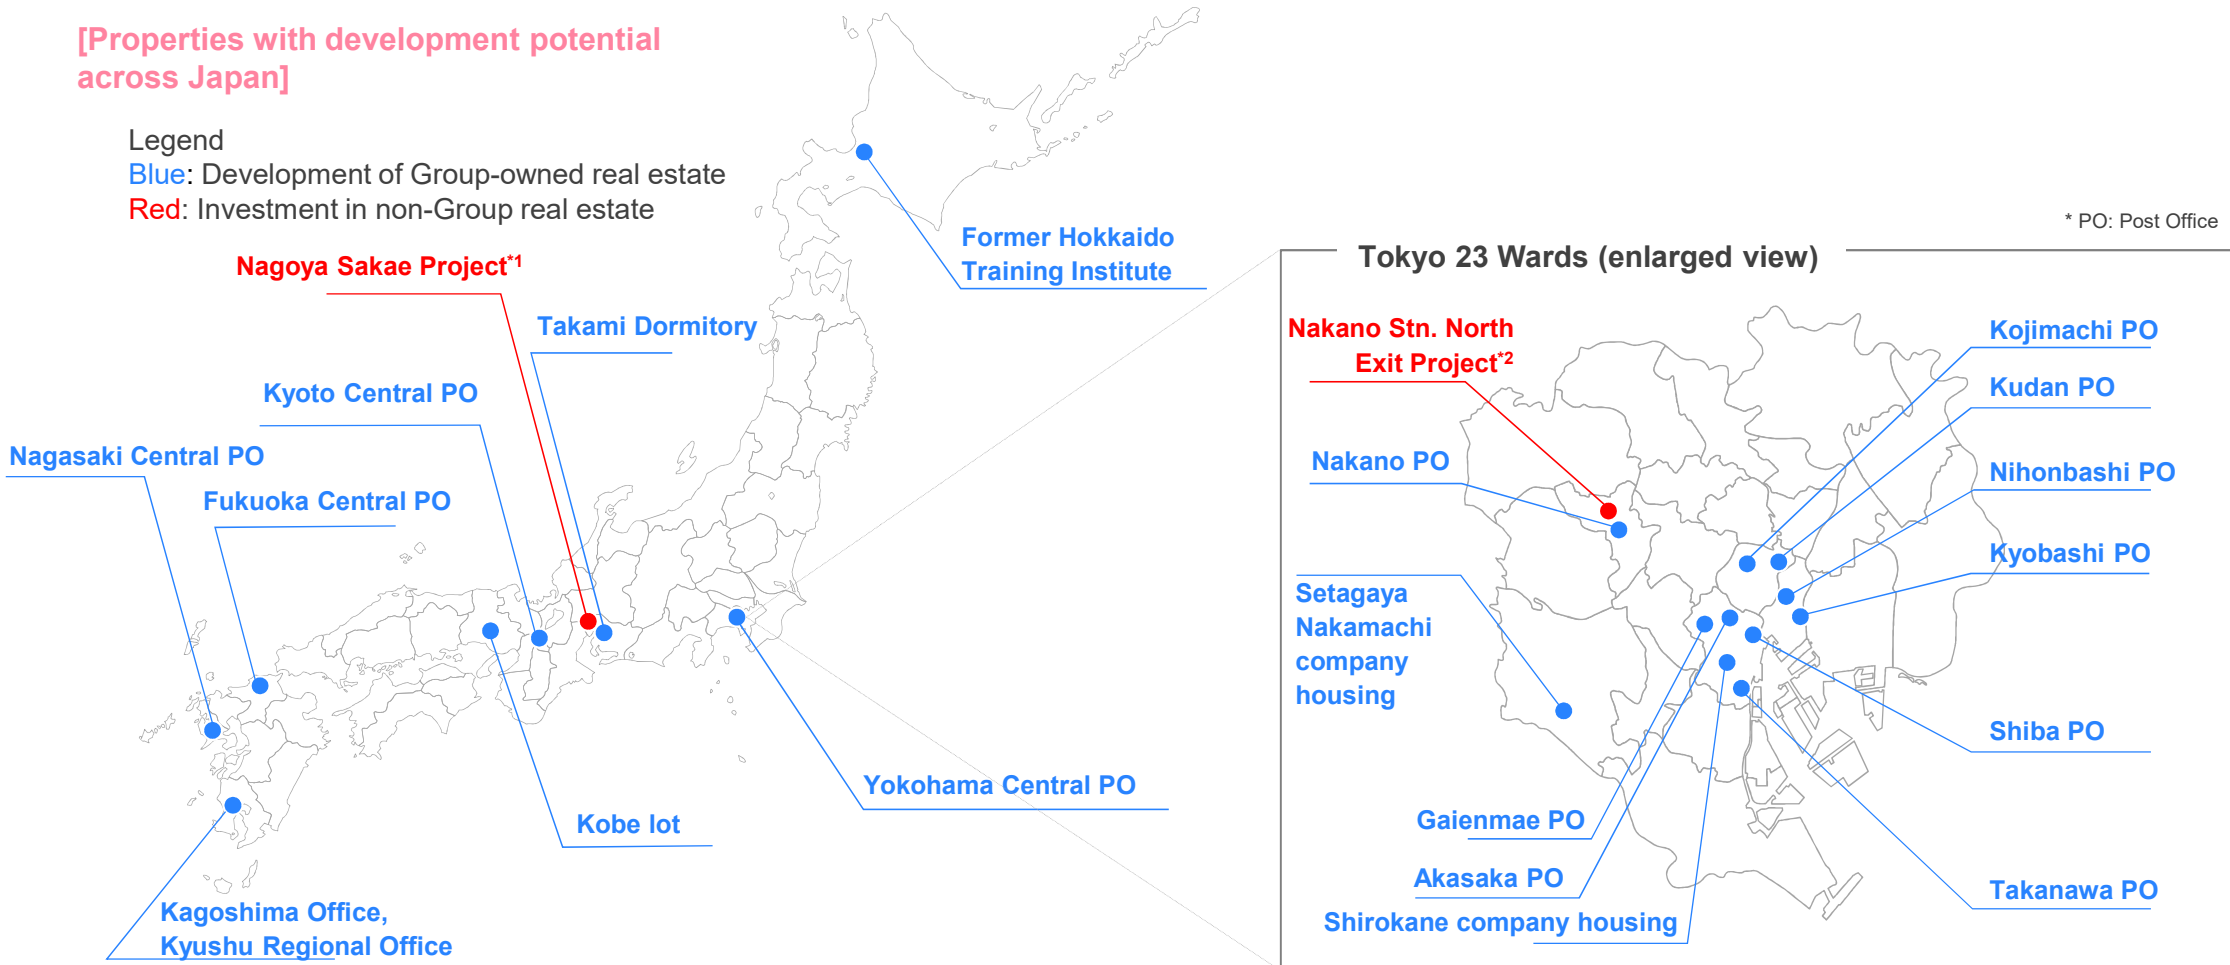 [Properties with development potential
across Japan]
Legend
Blue: Development of Group-owned real estate
Red: Investment in non-Group real estate
Nagoya Sakae Project*1
Takami Dormitory
Kyoto Central PO
Nagasaki Central PO
Fukuoka Central PO
Former Hokkaido
Training Institute
Yokohama Central PO
Kobe lot
Kagoshima Office,
Kyushu Regional Office
* PO: Post Office
Tokyo 23 Wards (enlarged view)
Nakano Stn. North
Exit Project*2
Nakano PO
Setagaya
Nakamachi
company
housing
Gaienmae PO
Akasaka PO
Shirokane company housing
Kojimachi PO
Kudan PO
Nihonbashi PO
Kyobashi PO
Shiba PO
Takanawa PO